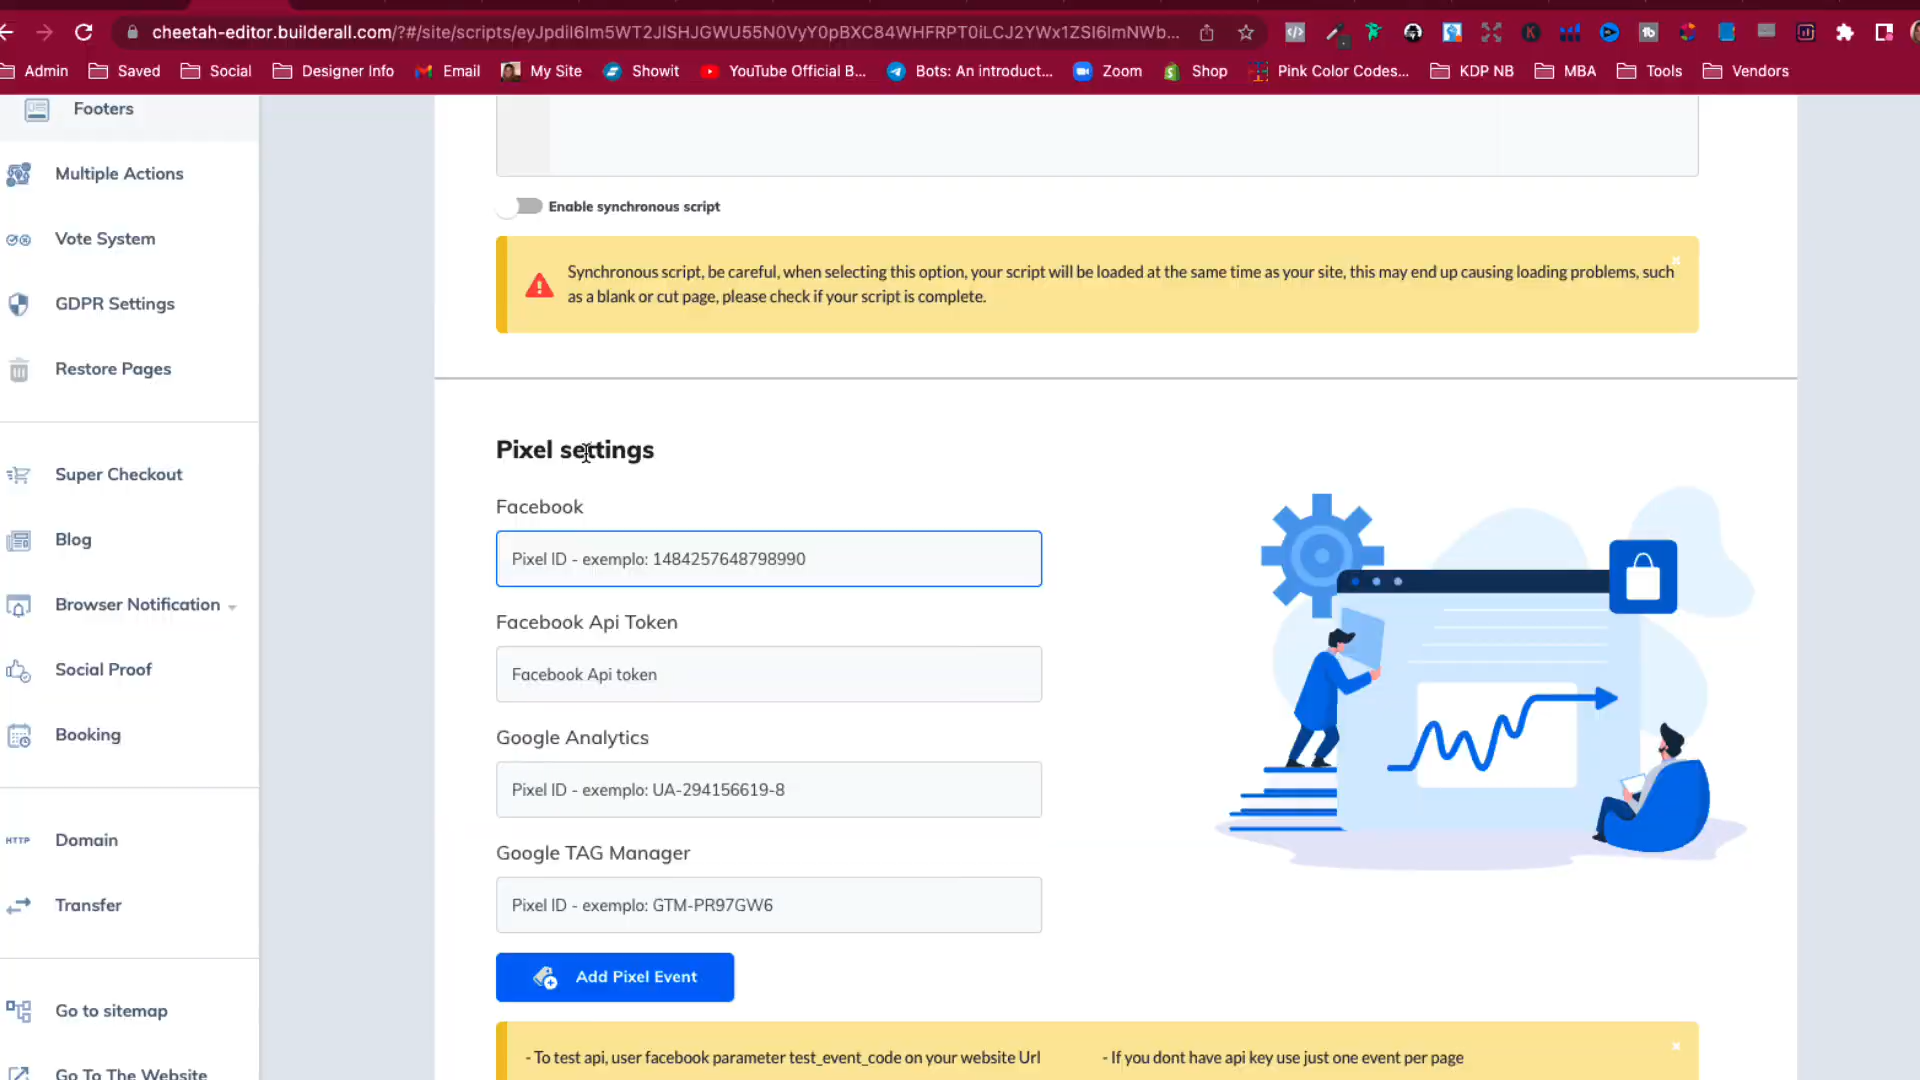 cheetah-editor.builderall.com/?#/site/scripts/eyJpdiI6Im5WT2JISHJGWU55N0VyY0pBXC84WHFRPT0iLCJ2YWx1ZSI6ImNWb...
Admin
Saved
Social
Designer Info
Email
My Site
Showit
YouTube Official B...
Bots: An introduct...
Zoom
Shop
Pink Color Codes...
KDP NB
MBA
Tools
Vendors
Footers
Multiple Actions
Vote System
GDPR Settings
Restore Pages
Super Checkout
Blog
Browser Notification
Social Proof
Booking
HTTP Domain
Transfer
Go to sitemap
Go To The Website
Enable synchronous script
Synchronous script, be careful, when selecting this option, your script will be loaded at the same time as your site, this may end up causing loading problems, such
as a blank or cut page, please check if your script is complete.
Pixel settings
Facebook
Pixel ID - exemplo: 1484257648798990
Facebook Api Token
Facebook Api token
Google Analytics
Pixel ID - exemplo: UA-294156619-8
Google TAG Manager
Pixel ID - exemplo: GTM-PR97GW6
Add Pixel Event
- To test api, user facebook parameter test_event_code on your website Url
- If you dont have api key use just one event per page